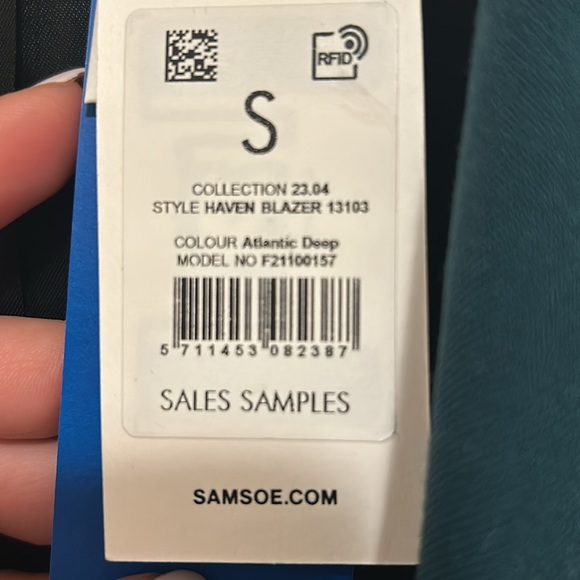 RFID
S
COLLECTION 23.04
STYLE HAVEN BLAZER 13103
COLOUR Atlantic Deep
MODEL NO F21100157
5 711453 082387
SALES SAMPLES
SAMSOE.COM